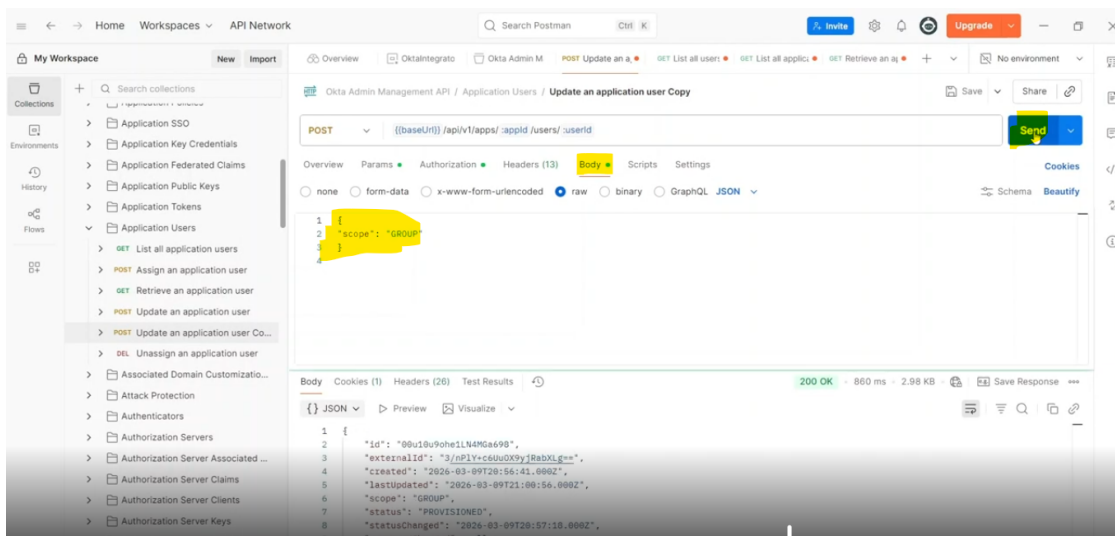 Home Workspaces API Network Search Postman Ctrl K Invite Upgrade
My Workspace New Import Overview OktaIntegrato Okta Admin M POST Update an a GET List all users GET List all applica GET Retrieve an ap No environment
Collections
Environments
History
Flows
Search collections
Application Policies
Application SSO
Application Key Credentials
Application Federated Claims
Application Public Keys
Application Tokens
Application Users
GET List all application users
POST Assign an application user
GET Retrieve an application user
POST Update an application user
POST Update an application user Co...
DEL Unassign an application user
Associated Domain Customizatio...
Attack Protection
Authenticators
Authorization Servers
Authorization Server Associated ...
Authorization Server Claims
Authorization Server Clients
Authorization Server Keys
HTTP Okta Admin Management API / Application Users / Update an application user Copy Save Share
POST {{baseUrl}} /api/v1/apps/ :appId /users/ :userId Send
Overview Params Authorization Headers (13) Body Scripts Settings Cookies
none form-data x-www-form-urlencoded raw binary GraphQL JSON Schema Beautify
1 {
2 "scope": "GROUP"
3 }
4
Body Cookies (1) Headers (26) Test Results 200 OK 860 ms 2.98 KB Save Response
{} JSON Preview Visualize
1 {
2 "id": "00u10u9ohe1LN4MGa698",
3 "externalId": "3/nPlY+c6UuOX9yjRabXLg==",
4 "created": "2026-03-09T20:56:41.000Z",
5 "lastUpdated": "2026-03-09T21:00:56.000Z",
6 "scope": "GROUP",
7 "status": "PROVISIONED",
8 "statusChanged": "2026-03-09T20:57:18.000Z",